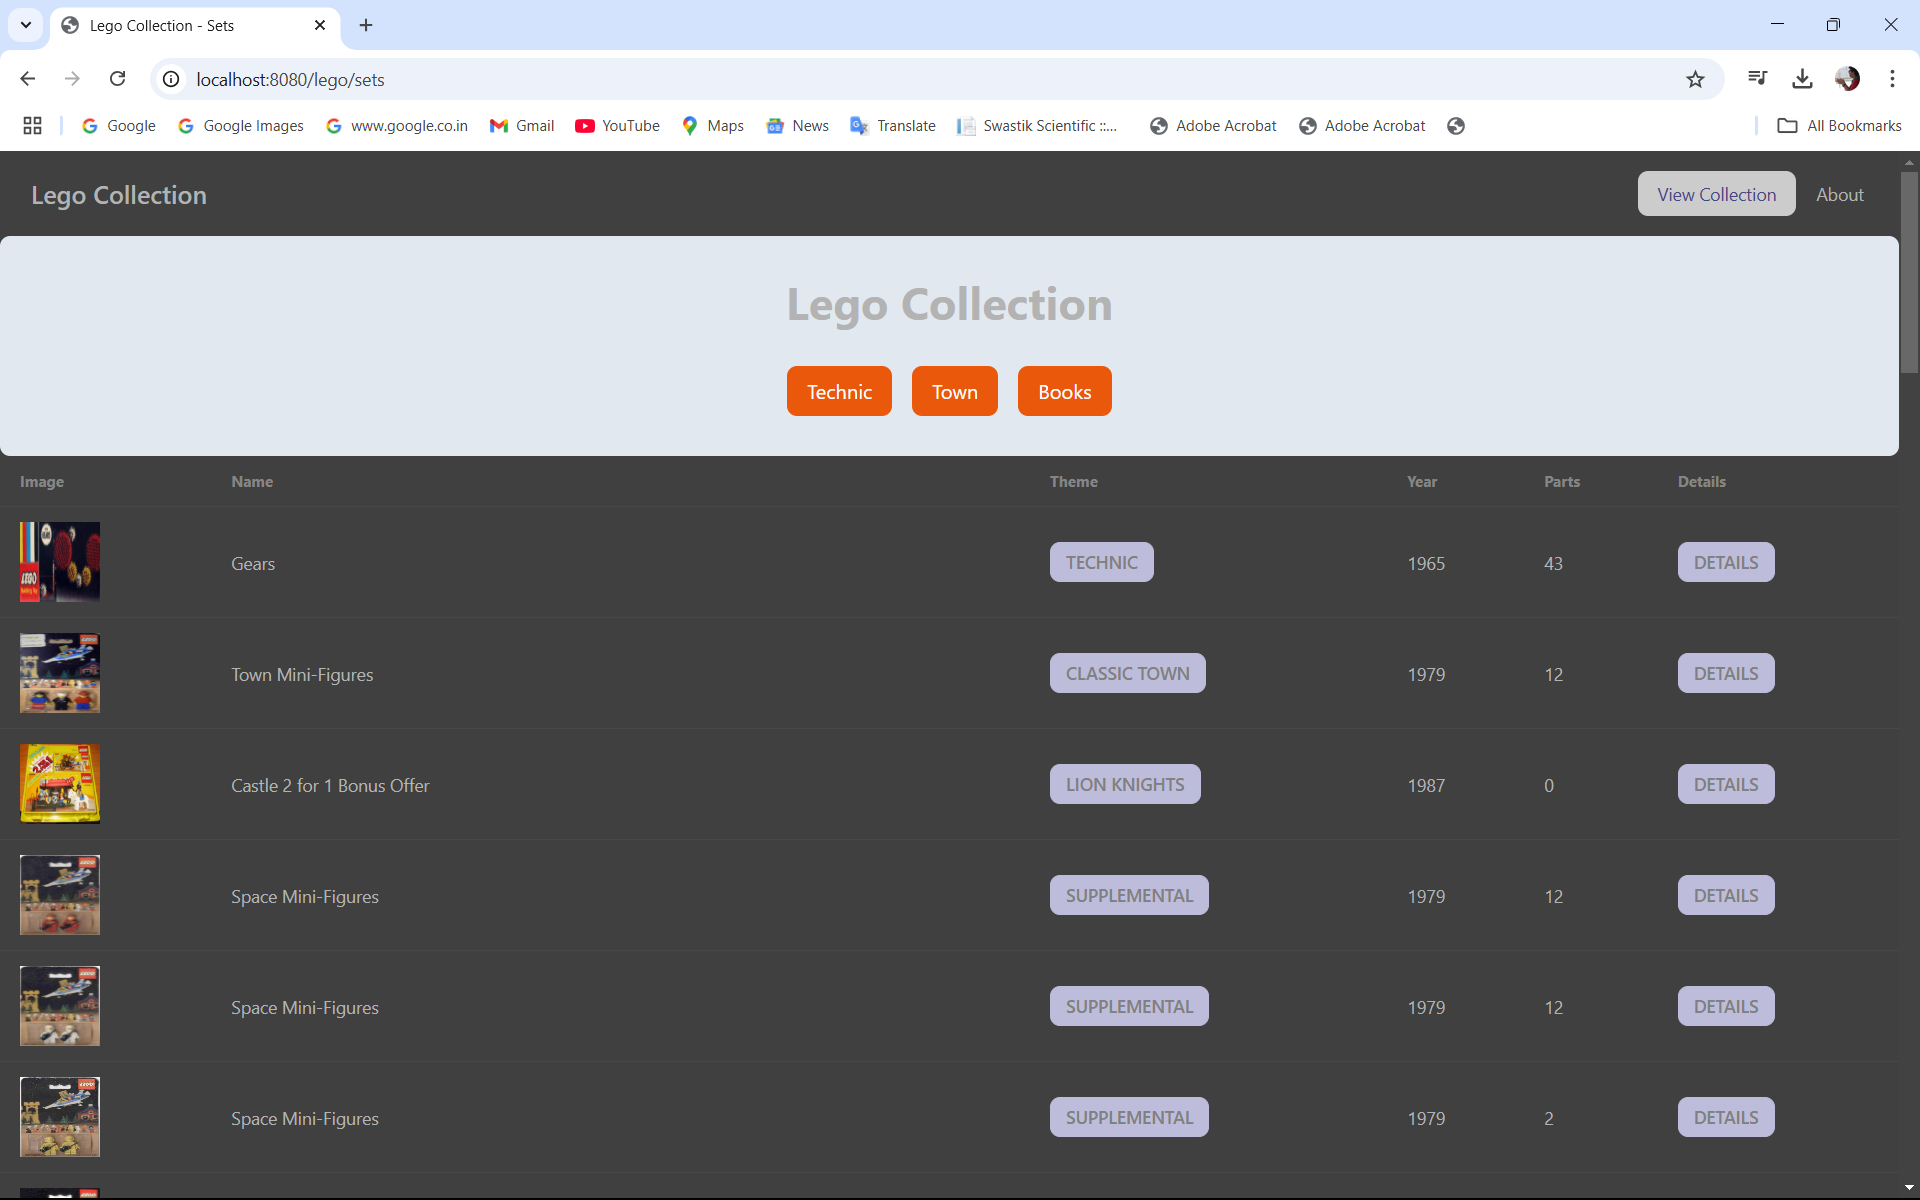 Lego Collection - Sets
localhost:8080/lego/sets
Google Google Images www.google.co.in Gmail YouTube Maps News Translate Swastik Scientific ::... Adobe Acrobat Adobe Acrobat All Bookmarks
Lego Collection View Collection About
Lego Collection
Technic Town Books
Image Name Theme Year Parts Details
Gears TECHNIC 1965 43 DETAILS
Town Mini-Figures CLASSIC TOWN 1979 12 DETAILS
Castle 2 for 1 Bonus Offer LION KNIGHTS 1987 0 DETAILS
Space Mini-Figures SUPPLEMENTAL 1979 12 DETAILS
Space Mini-Figures SUPPLEMENTAL 1979 12 DETAILS
Space Mini-Figures SUPPLEMENTAL 1979 2 DETAILS